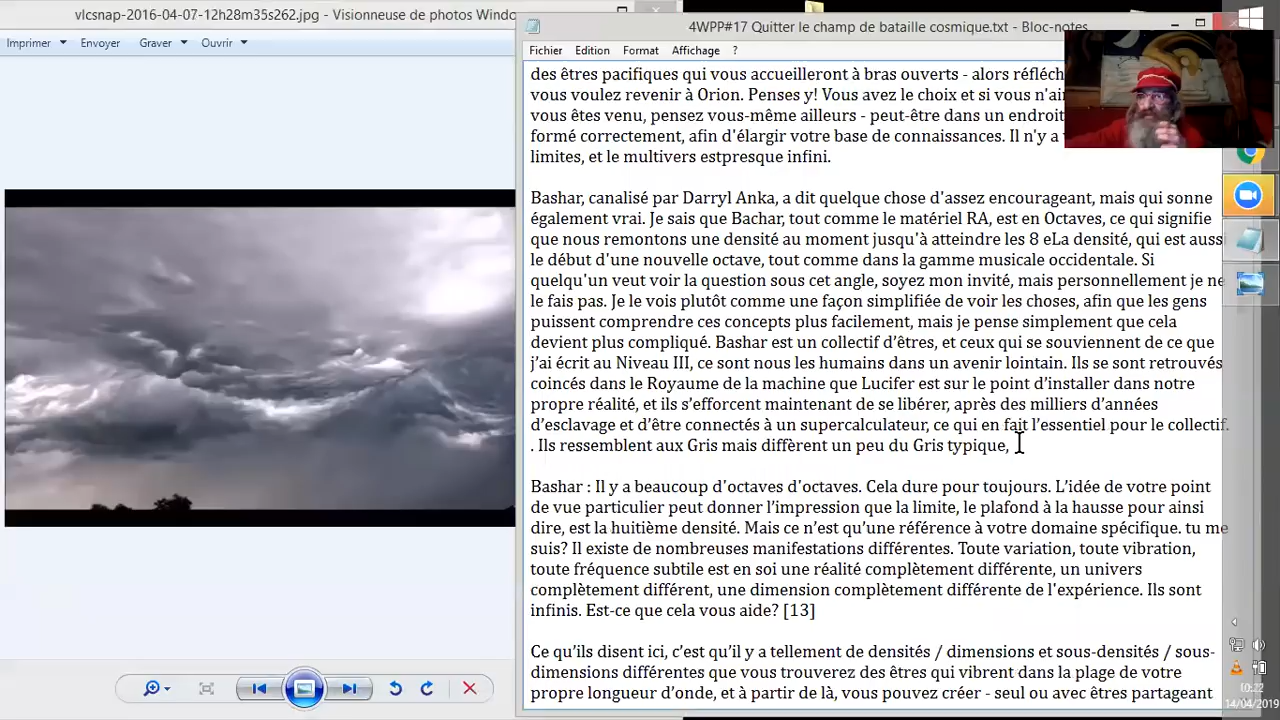 vlcsnap-2016-04-07-12h28m35s262.jpg - Visionneuse de photos Windo
Imprimer Envoyer Graver Ouvrir
4WPP#17 Quitter le champ de bataille cosmique.txt - Bloc-notes
Fichier Edition Format Affichage ?
des êtres pacifiques qui vous accueilleront à bras ouverts - alors réfléch
vous voulez revenir à Orion. Penses y! Vous avez le choix et si vous n'ai
vous êtes venu, pensez vous-même ailleurs - peut-être dans un endroit
formé correctement, afin d'élargir votre base de connaissances. Il n'y a
limites, et le multivers estpresque infini.
Bashar, canalisé par Darryl Anka, a dit quelque chose d'assez encourageant, mais qui sonne
également vrai. Je sais que Bachar, tout comme le matériel RA, est en Octaves, ce qui signifie
que nous remontons une densité au moment jusqu'à atteindre les 8 eLa densité, qui est aussi
le début d'une nouvelle octave, tout comme dans la gamme musicale occidentale. Si
quelqu'un veut voir la question sous cet angle, soyez mon invité, mais personnellement je ne
le fais pas. Je le vois plutôt comme une façon simplifiée de voir les choses, afin que les gens
puissent comprendre ces concepts plus facilement, mais je pense simplement que cela
devient plus compliqué. Bashar est un collectif d’êtres, et ceux qui se souviennent de ce que
j’ai écrit au Niveau III, ce sont nous les humains dans un avenir lointain. Ils se sont retrouvés
coincés dans le Royaume de la machine que Lucifer est sur le point d’installer dans notre
propre réalité, et ils s’efforcent maintenant de se libérer, après des milliers d’années
d’esclavage et d’être connectés à un supercalculateur, ce qui en fait l’essentiel pour le collectif.
. Ils ressemblent aux Gris mais diffèrent un peu du Gris typique,
Bashar : Il y a beaucoup d'octaves d'octaves. Cela dure pour toujours. L’idée de votre point
de vue particulier peut donner l’impression que la limite, le plafond à la hausse pour ainsi
dire, est la huitième densité. Mais ce n’est qu’une référence à votre domaine spécifique. tu me
suis? Il existe de nombreuses manifestations différentes. Toute variation, toute vibration,
toute fréquence subtile est en soi une réalité complètement différente, un univers
complètement différent, une dimension complètement différente de l'expérience. Ils sont
infinis. Est-ce que cela vous aide? [13]
Ce qu’ils disent ici, c’est qu’il y a tellement de densités / dimensions et sous-densités / sous-
dimensions différentes que vous trouverez des êtres qui vibrent dans la plage de votre
propre longueur d’onde, et à partir de là, vous pouvez créer - seul ou avec êtres partageant
10:22
14/04/2019